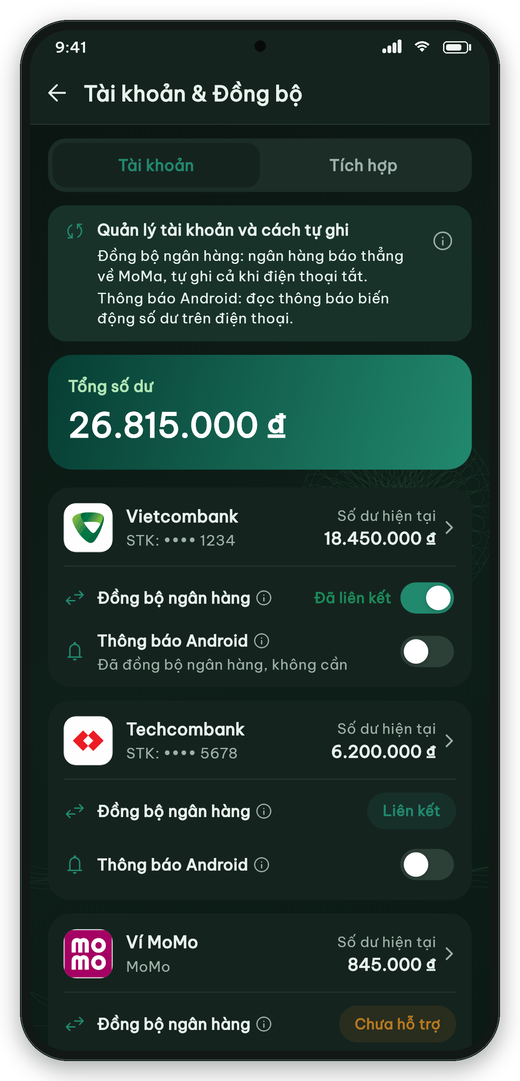 9:41
Tài khoản & Đồng bộ
Tài khoản
Tích hợp
Quản lý tài khoản và cách tự ghi
Đồng bộ ngân hàng: ngân hàng báo thẳng
về MoMa, tự ghi cả khi điện thoại tắt.
Thông báo Android: đọc thông báo biến
động số dư trên điện thoại.
Tổng số dư
26.815.000 ₫
Vietcombank
Số dư hiện tại
STK: •••• 1234
18.450.000 ₫
Đồng bộ ngân hàng
Đã liên kết
Thông báo Android
Đã đồng bộ ngân hàng, không cần
Techcombank
Số dư hiện tại
STK: •••• 5678
6.200.000 ₫
Đồng bộ ngân hàng
Liên kết
Thông báo Android
mo
mo
Ví MoMo
Số dư hiện tại
MoMo
845.000 ₫
Đồng bộ ngân hàng
Chưa hỗ trợ